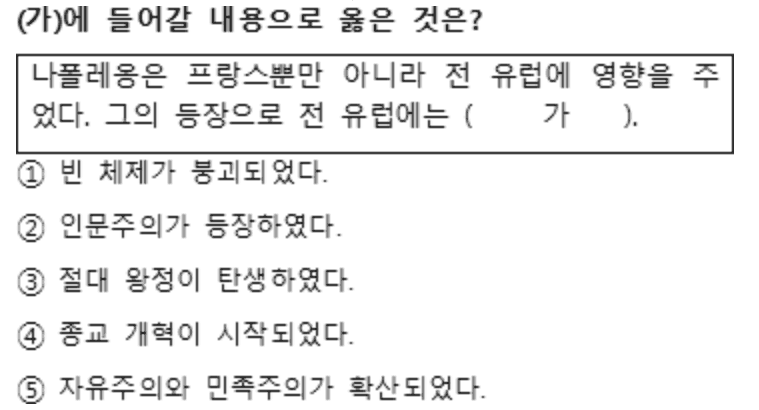 (가)에 들어갈 내용으로 옳은 것은?
나폴레옹은 프랑스뿐만 아니라 전 유럽에 영향을 주
었다. 그의 등장으로 전 유럽에는 ( 가 ).
① 빈 체제가 붕괴되었다.
② 인문주의가 등장하였다.
③ 절대 왕정이 탄생하였다.
④ 종교 개혁이 시작되었다.
⑤ 자유주의와 민족주의가 확산되었다.